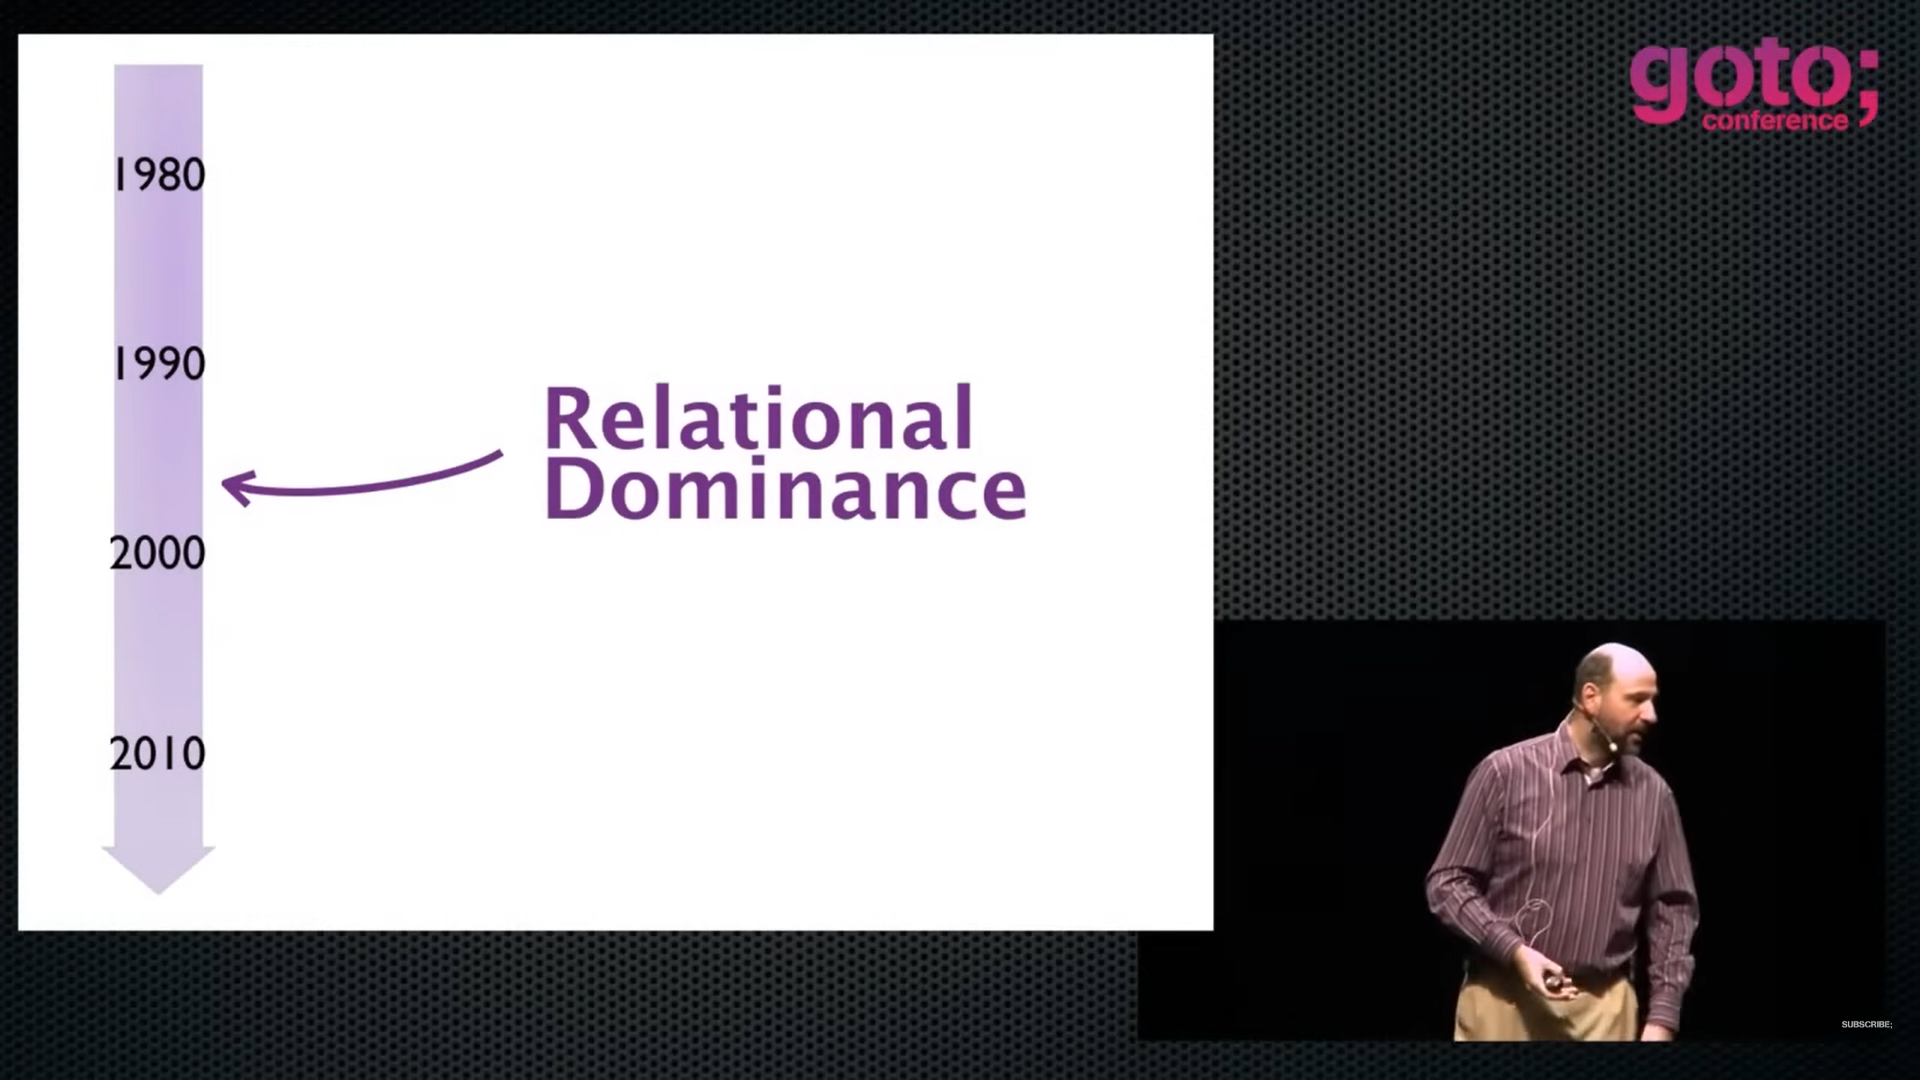 1980
1990
2000
2010
Relational
Dominance
goto;
conference
SUBSCRIBE;